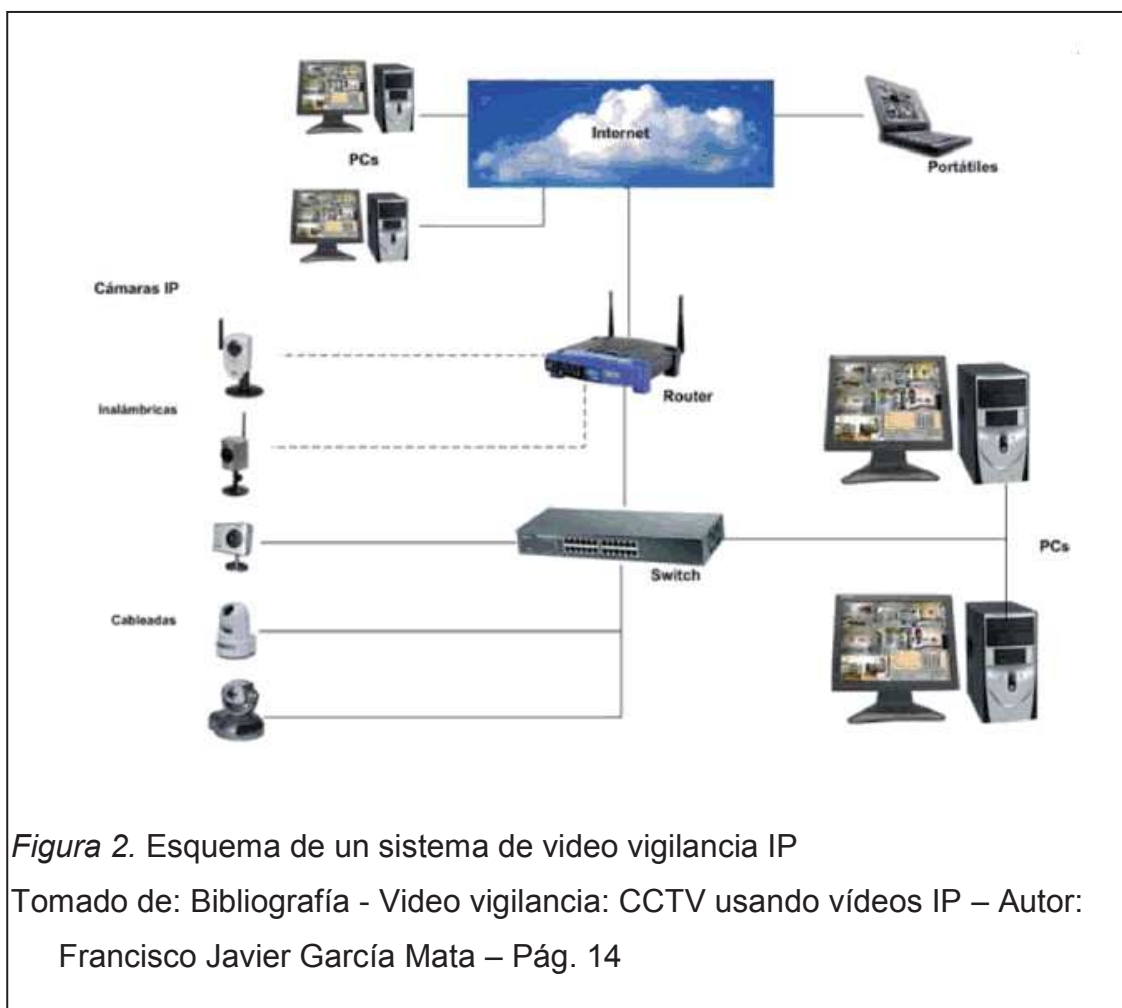 Internet
PCs
Portátiles
Cámaras IP
Router
Inalámbricas
PCs
Switch
Cableadas
Figura 2. Esquema de un sistema de video vigilancia IP
Tomado de: Bibliografía - Video vigilancia: CCTV usando vídeos IP – Autor:
Francisco Javier García Mata – Pág. 14